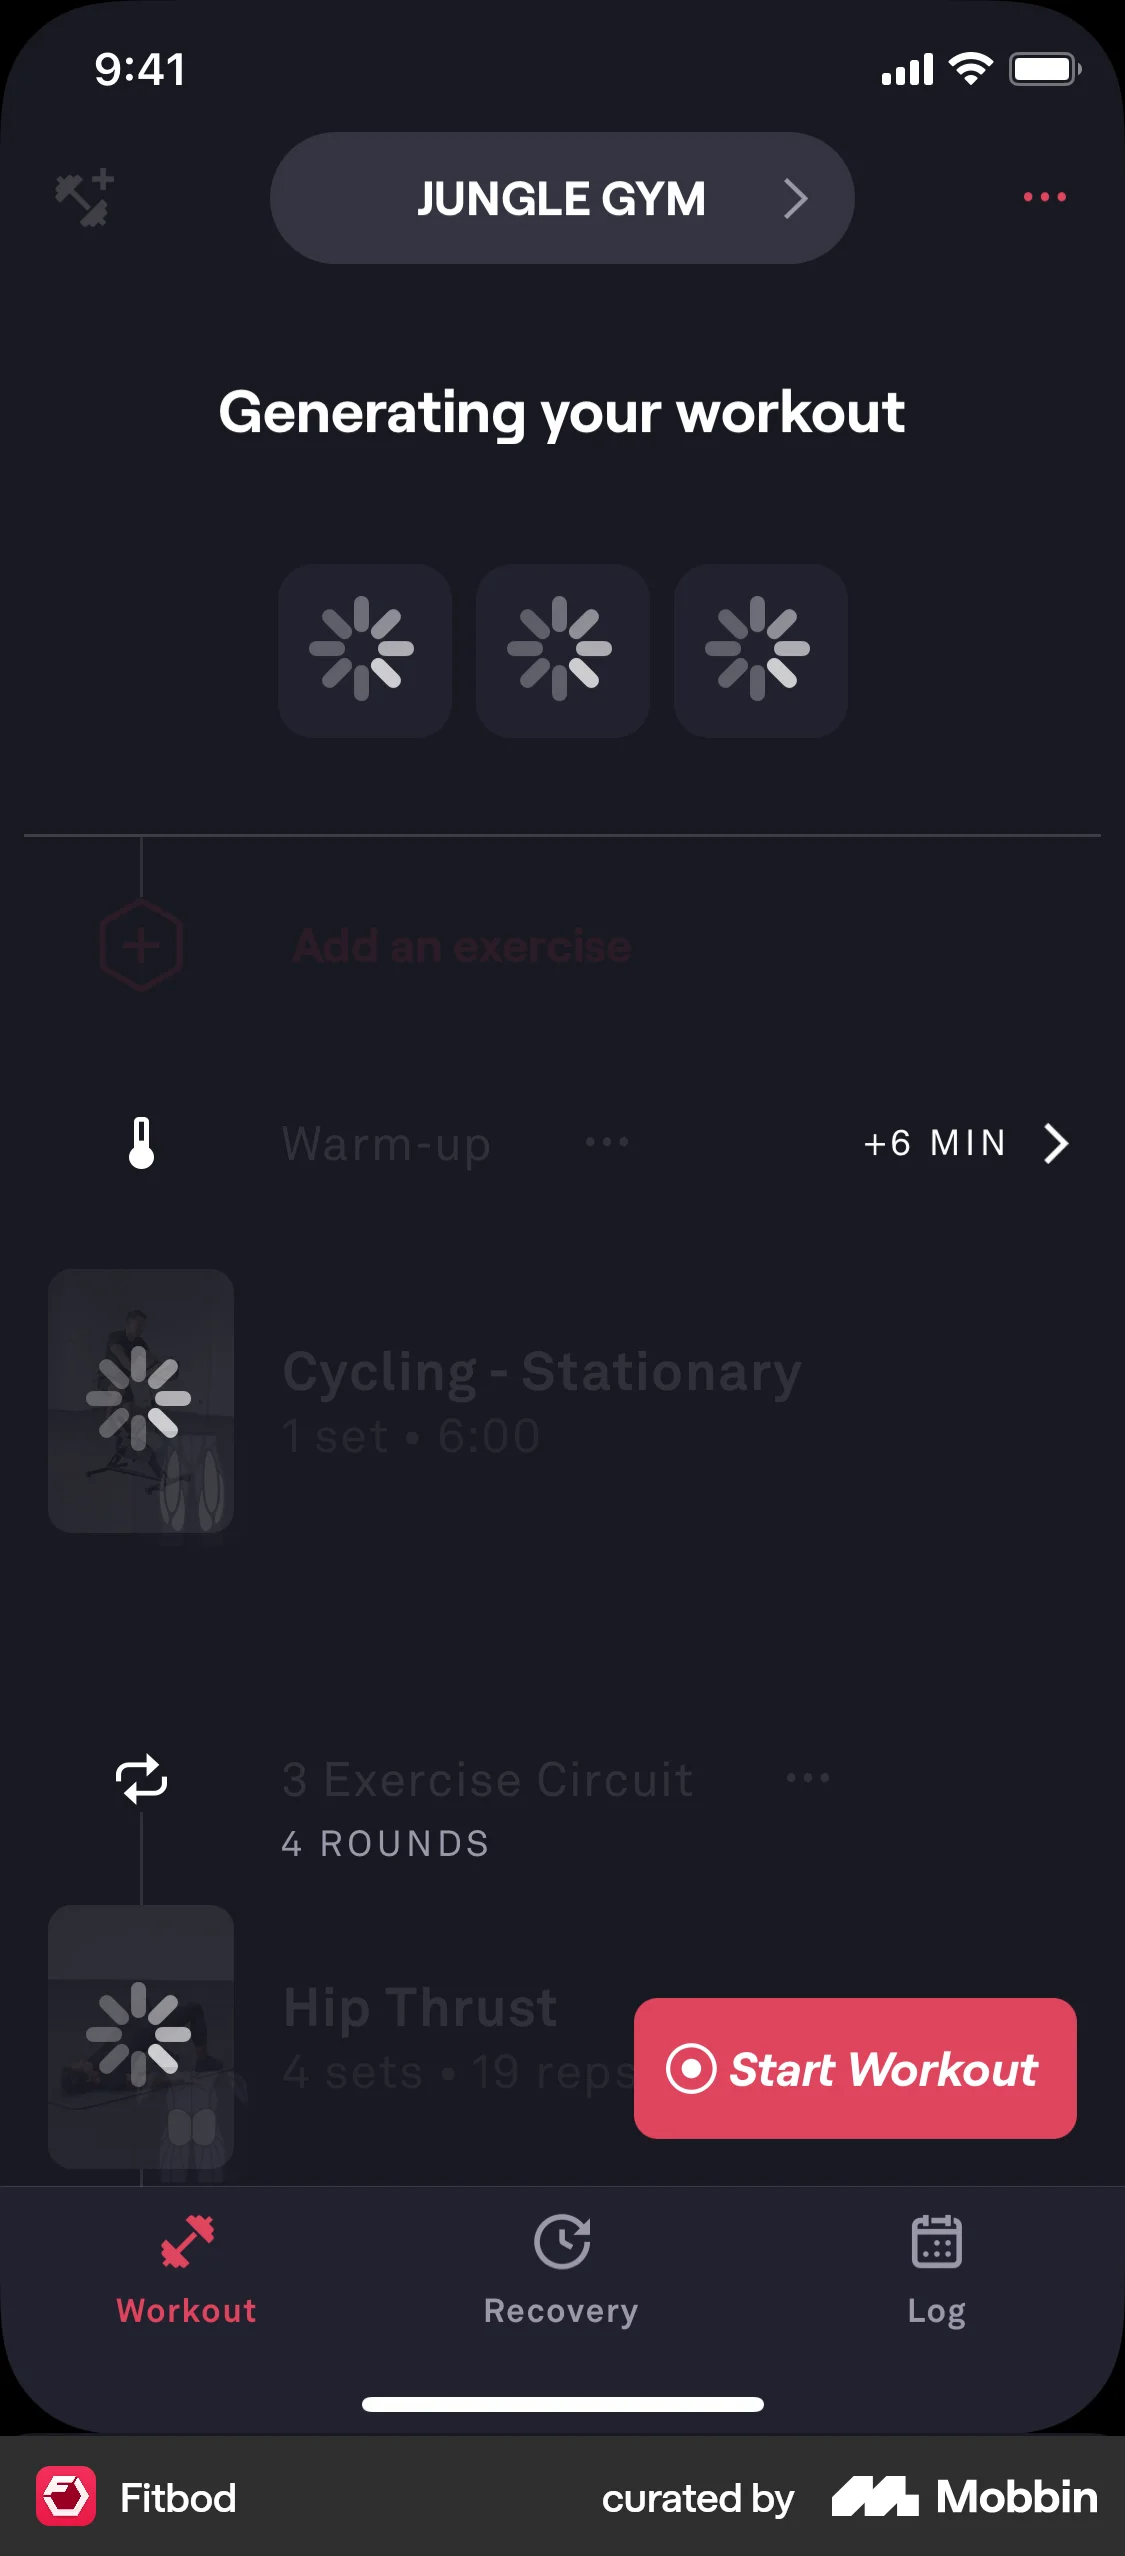 9:41
JUNGLE GYM
Generating your workout
Add an exercise
Warm-up
+6 MIN
Cycling - Stationary
1 set • 6:00
3 Exercise Circuit
4 ROUNDS
Hip Thrust
4 sets • 19 reps
Start Workout
Workout
Recovery
Log
Fitbod
curated by Mobbin